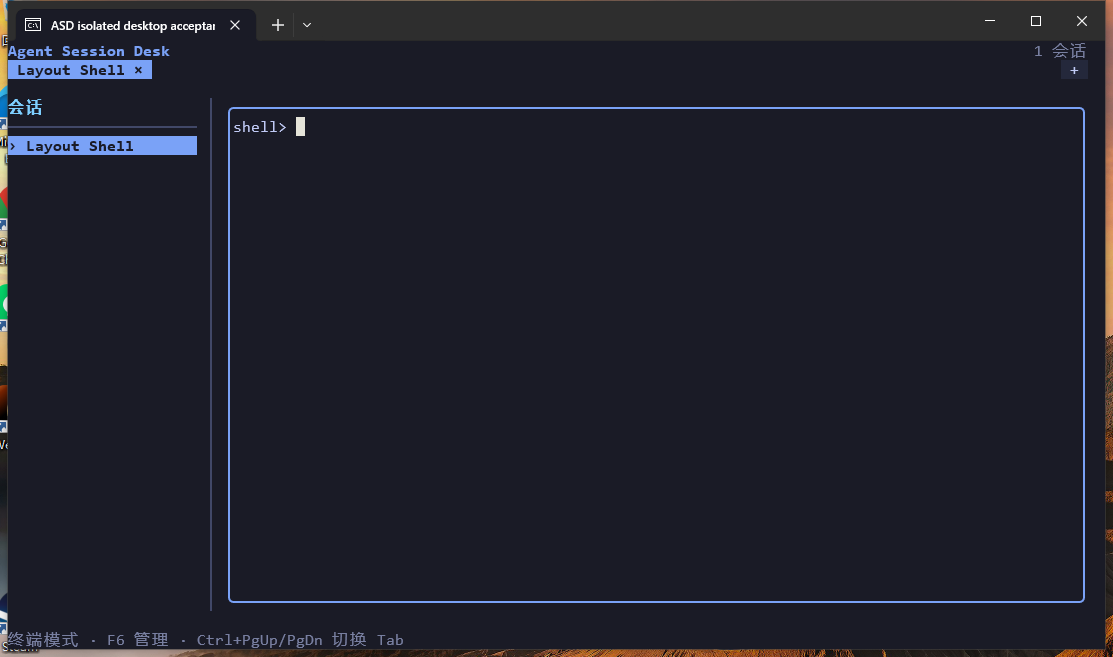 ASD isolated desktop acceptar
Agent Session Desk
1 会话
Layout Shell ×
+
会话
› Layout Shell
shell>
终端模式 · F6 管理 · Ctrl+PgUp/PgDn 切换 Tab